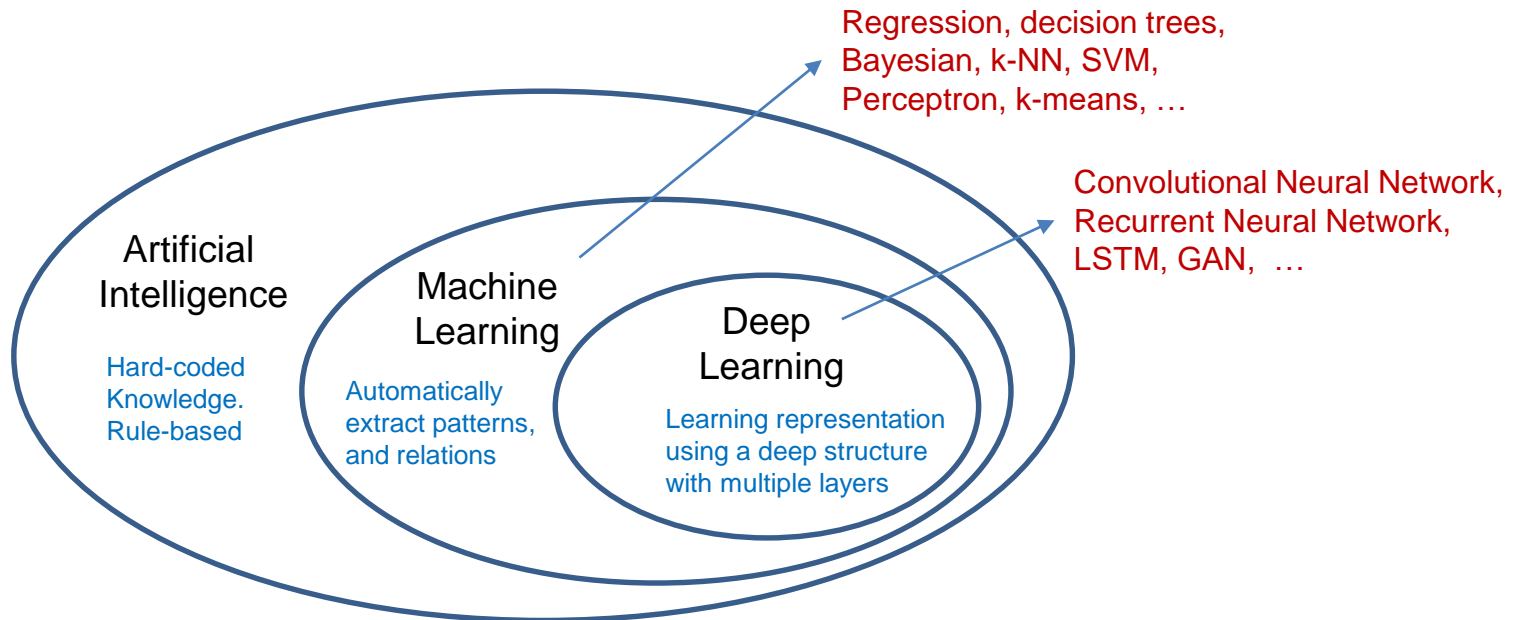 Regression, decision trees,
Bayesian, k-NN, SVM,
Perceptron, k-means, …
Convolutional Neural Network,
Recurrent Neural Network,
LSTM, GAN, …
Artificial
Intelligence
Hard-coded
Knowledge.
Rule-based
Machine
Learning
Automatically
extract patterns,
and relations
Deep
Learning
Learning representation
using a deep structure
with multiple layers